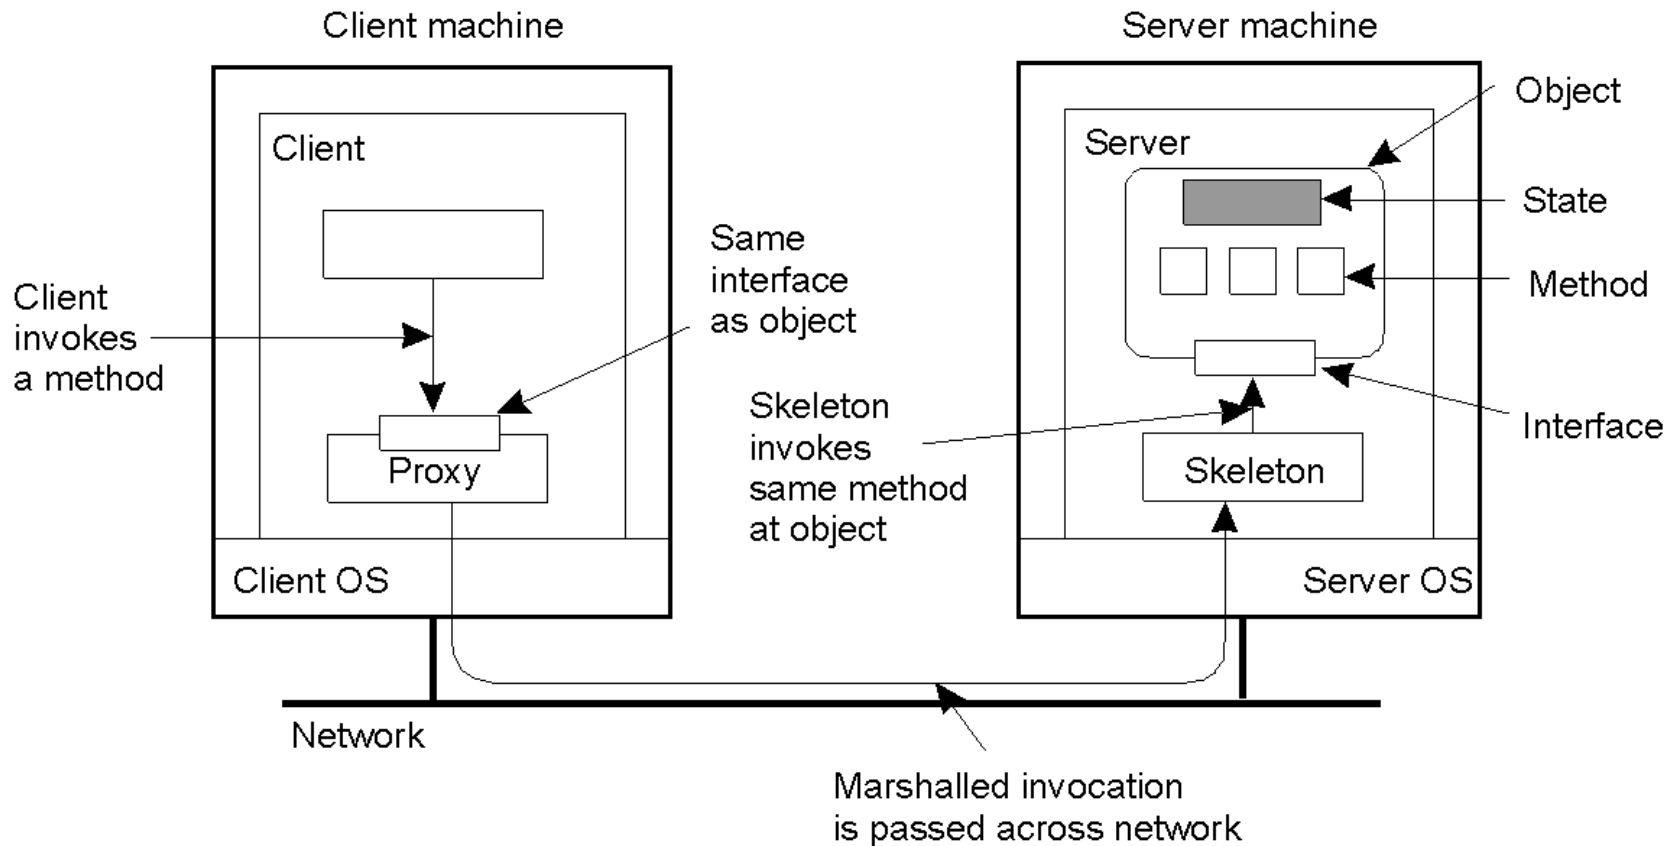 Client machine
Server machine
Object
Client
Server
State
Same
interface
as object
Method
Client
invokes
a method
Skeleton
invokes
same method
at object
Interface
Proxy
Skeleton
Client OS
Server OS
Network
Marshalled invocation
is passed across network